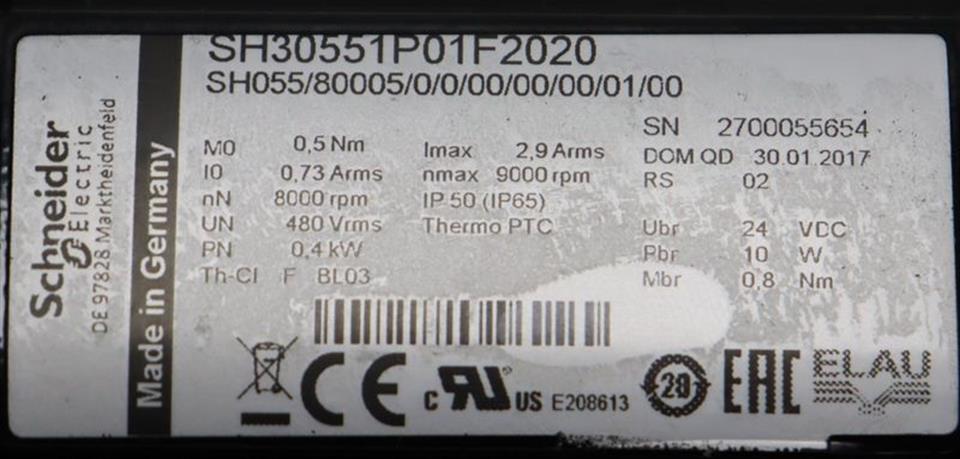 Schneider
Electric
DE 97828 Marktheidenfeld
Made in Germany
SH30551P01F2020
SH055/80005/0/0/00/00/00/01/00
M0 0,5 Nm
I0 0,73 Arms
nN 8000 rpm
UN 480 Vrms
PN 0,4 kW
Th-Cl F BL03
Imax 2,9 Arms
nmax 9000 rpm
IP 50 (IP65)
Thermo PTC
SN 2700055654
DOM QD 30.01.2017
RS 02
Ubr 24 VDC
Pbr 10 W
Mbr 0,8 Nm
CE
c RU US E208613
20
EAC
ELAU